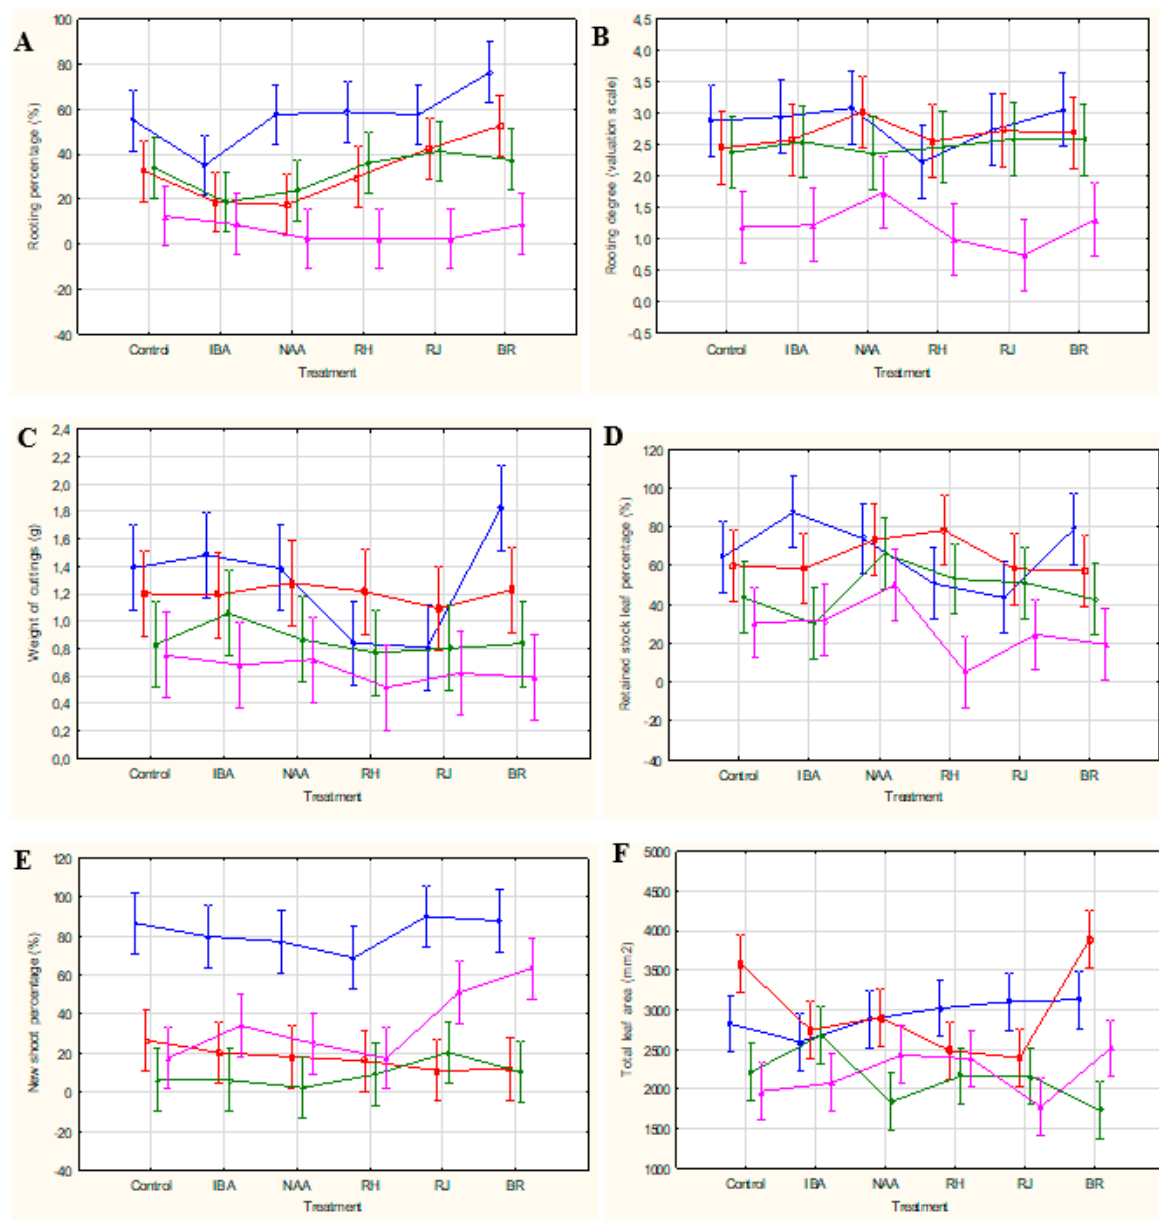 A
Rooting percentage (%)
100
80
60
40
20
0
-20
-40
Control IBA NAA RH RJ BR
Treatment
B
Rooting degree (valuation scale)
4,5
4,0
3,5
3,0
2,5
2,0
1,5
1,0
0,5
0,0
-0,5
Control IBA NAA RH RJ BR
Treatment
C
Weight of cuttings (g)
2,4
2,2
2,0
1,8
1,6
1,4
1,2
1,0
0,8
0,6
0,4
0,2
0,0
Control IBA NAA RH RJ BR
Treatment
D
Retained stock leaf percentage (%)
120
100
80
60
40
20
0
-20
-40
Control IBA NAA RH RJ BR
Treatment
E
New shoot percentage (%)
120
100
80
60
40
20
0
-20
-40
Control IBA NAA RH RJ BR
Treatment
F
Total leaf area (mm2)
5000
4500
4000
3500
3000
2500
2000
1500
1000
Control IBA NAA RH RJ BR
Treatment